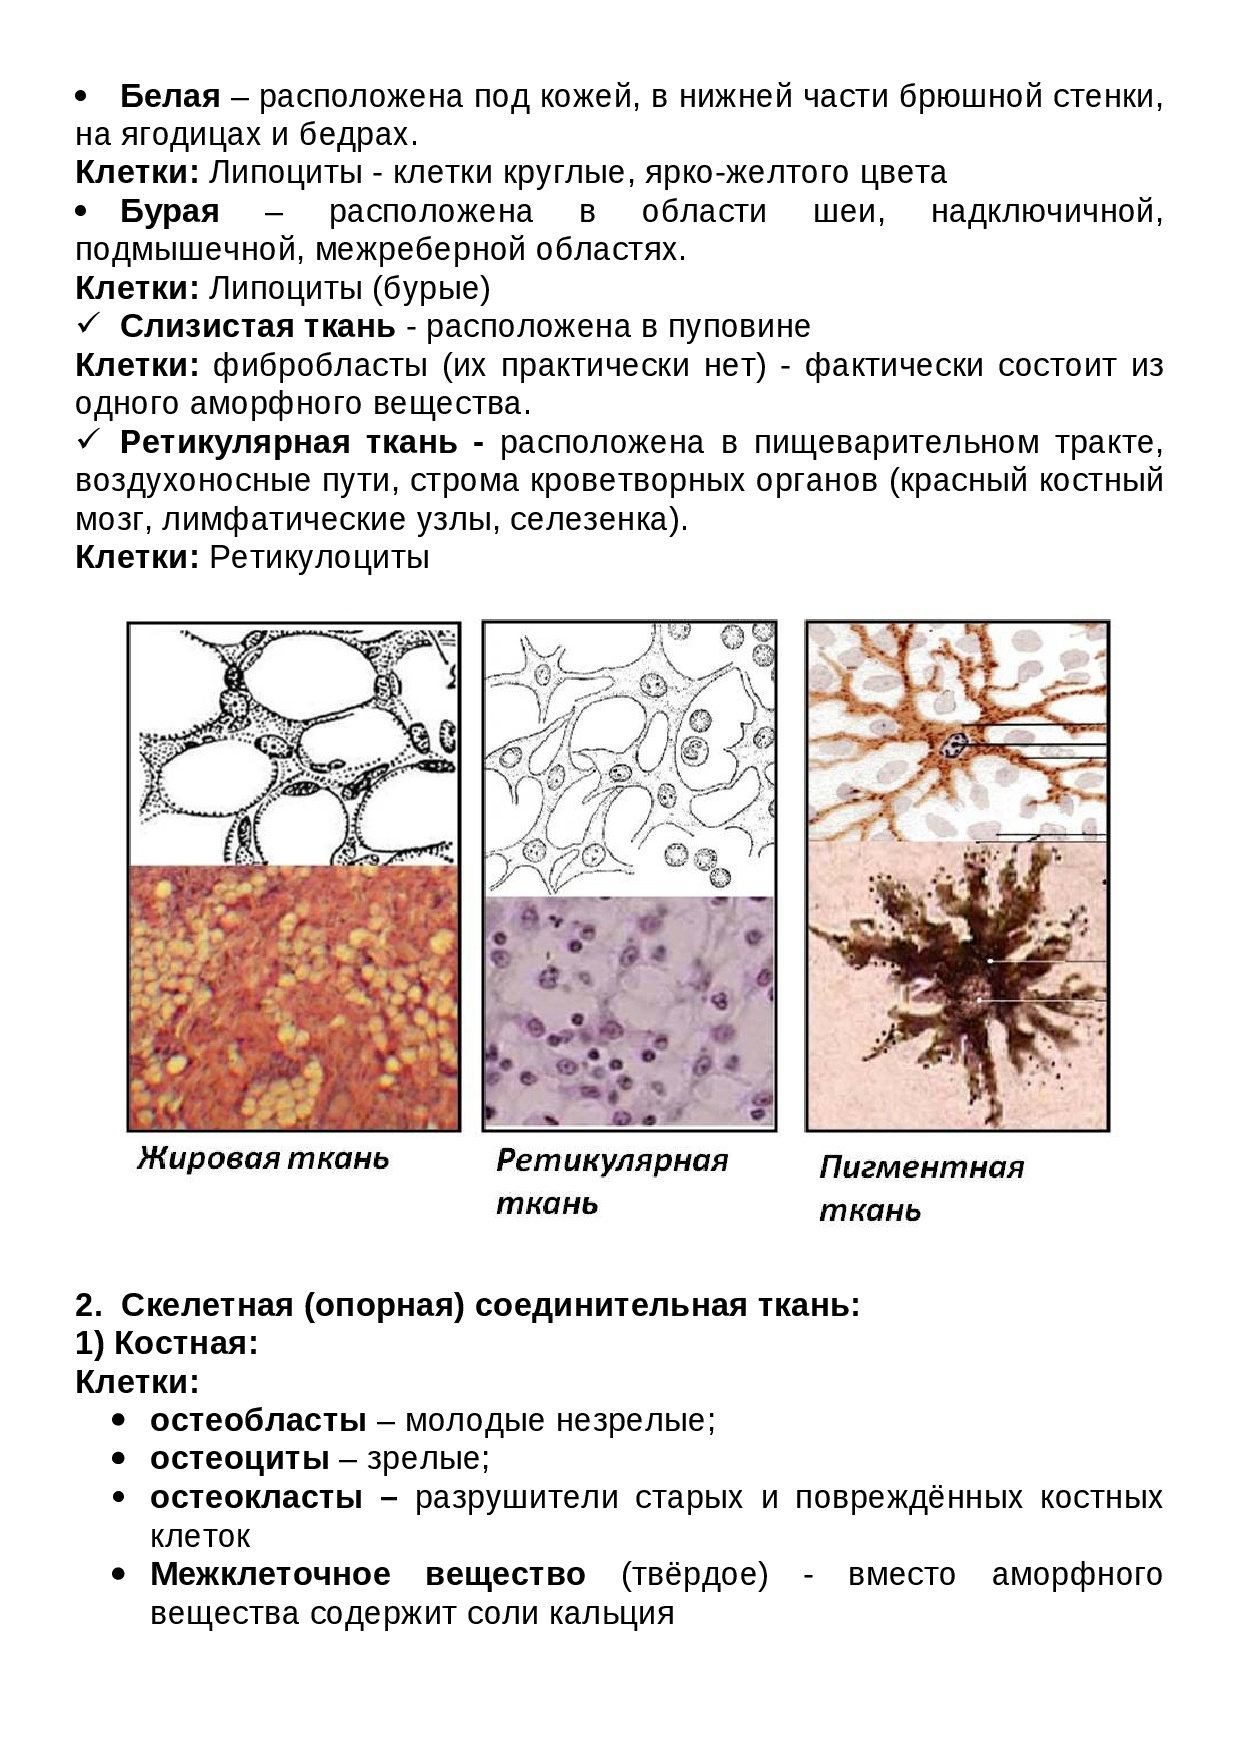 • Белая – расположена под кожей, в нижней части брюшной стенки,
на ягодицах и бедрах.
Клетки: Липоциты - клетки круглые, ярко-желтого цвета
• Бурая – расположена в области шеи, надключичной,
подмышечной, межреберной областях.
Клетки: Липоциты (бурые)
✓ Слизистая ткань - расположена в пуповине
Клетки: фибробласты (их практически нет) - фактически состоит из
одного аморфного вещества.
✓ Ретикулярная ткань - расположена в пищеварительном тракте,
воздухоносные пути, строма кроветворных органов (красный костный
мозг, лимфатические узлы, селезенка).
Клетки: Ретикулоциты
Жировая ткань
Ретикулярная
ткань
Пигментная
ткань
2. Скелетная (опорная) соединительная ткань:
1) Костная:
Клетки:
• остеобласты – молодые незрелые;
• остеоциты – зрелые;
• остеокласты – разрушители старых и повреждённых костных
клеток
• Межклеточное вещество (твёрдое) - вместо аморфного
вещества содержит соли кальция